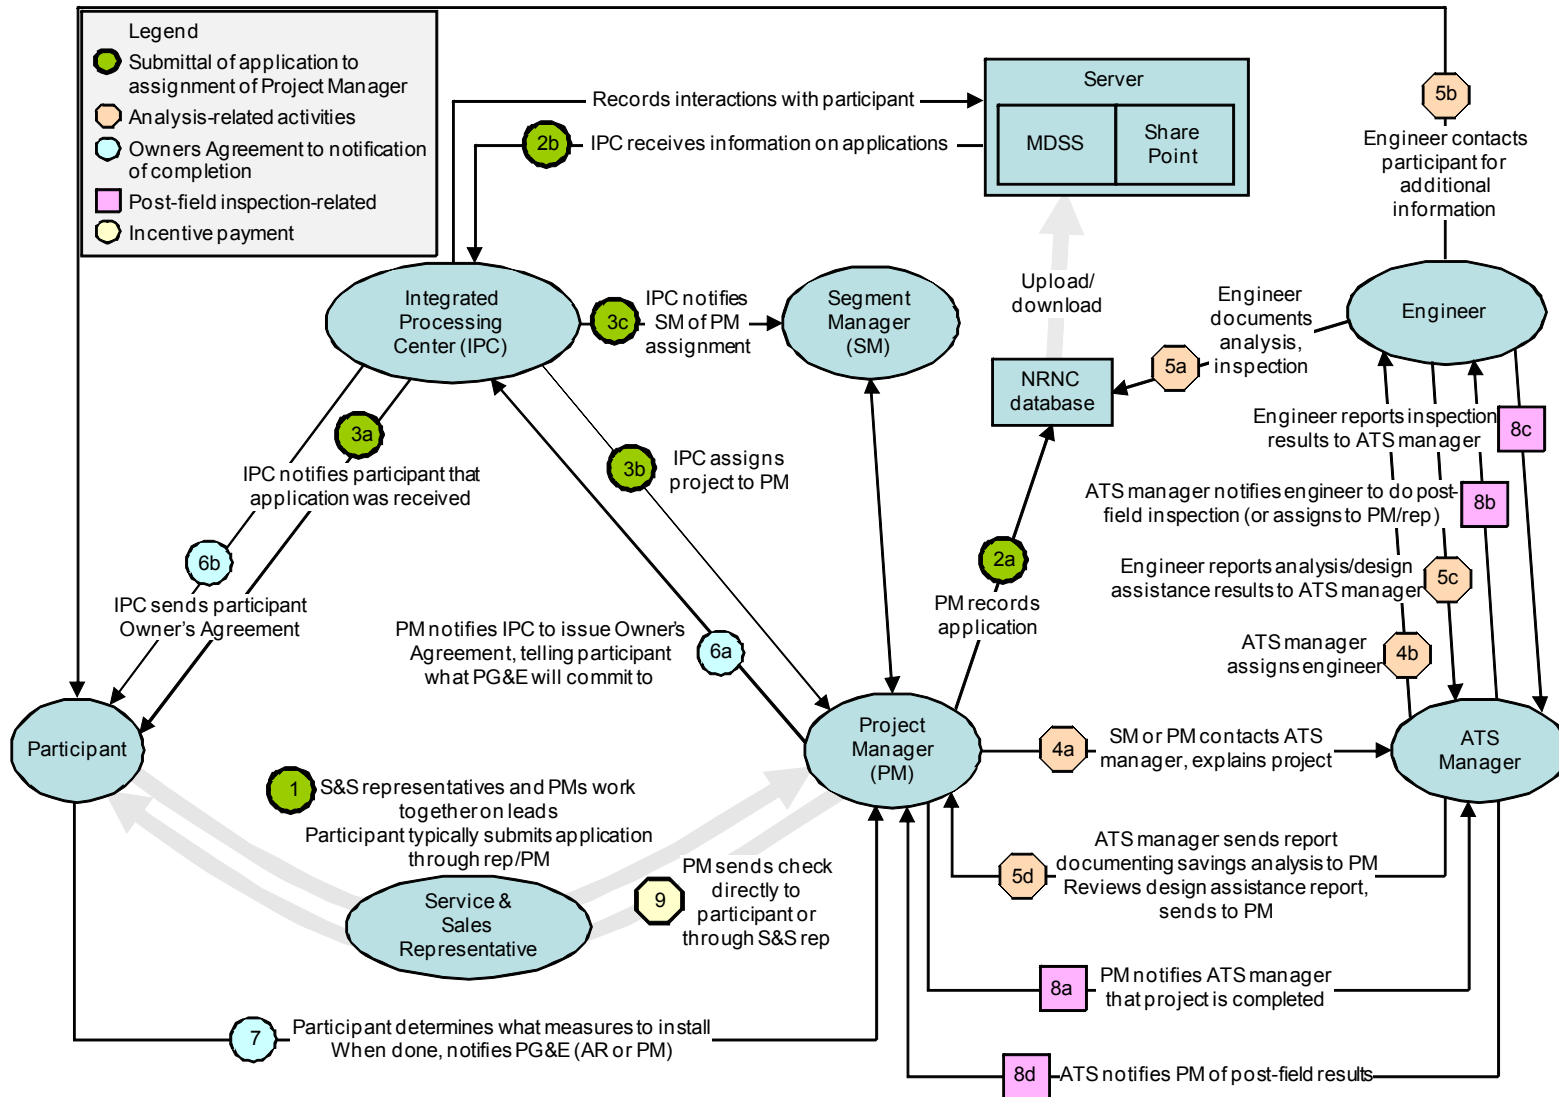 Legend
Submittal of application to
assignment of Project Manager
Analysis-related activities
Owners Agreement to notification
of completion
Post-field inspection-related
Incentive payment
Records interactions with participant
2b
IPC receives information on applications
Server
MDSS
Share
Point
5b
Engineer contacts
participant for
additional
information
Integrated
Processing
Center (IPC)
3c
IPC notifies
SM of PM
assignment
Segment
Manager
(SM)
Upload/
download
Engineer
documents
analysis,
inspection
Engineer
5a
NRNC
database
3a
IPC notifies participant that
application was received
3b
IPC assigns
project to PM
Engineer reports inspection
results to ATS manager
8c
ATS manager notifies engineer to do post-
field inspection (or assigns to PM/rep)
8b
6b
IPC sends participant
Owner's Agreement
2a
PM records
application
Engineer reports analysis/design
assistance results to ATS manager
5c
PM notifies IPC to issue Owner's
Agreement, telling participant
what PG&E will commit to
6a
ATS manager
assigns engineer
4b
Participant
Project
Manager
(PM)
4a
SM or PM contacts ATS
manager, explains project
ATS
Manager
1
S&S representatives and PMs work
together on leads
Participant typically submits application
through rep/PM
5d
ATS manager sends report
documenting savings analysis to PM
Reviews design assistance report,
sends to PM
Service &
Sales
Representative
9
PM sends check
directly to
participant or
through S&S rep
8a
PM notifies ATS manager
that project is completed
7
Participant determines what measures to install
When done, notifies PG&E (AR or PM)
8d
ATS notifies PM of post-field results